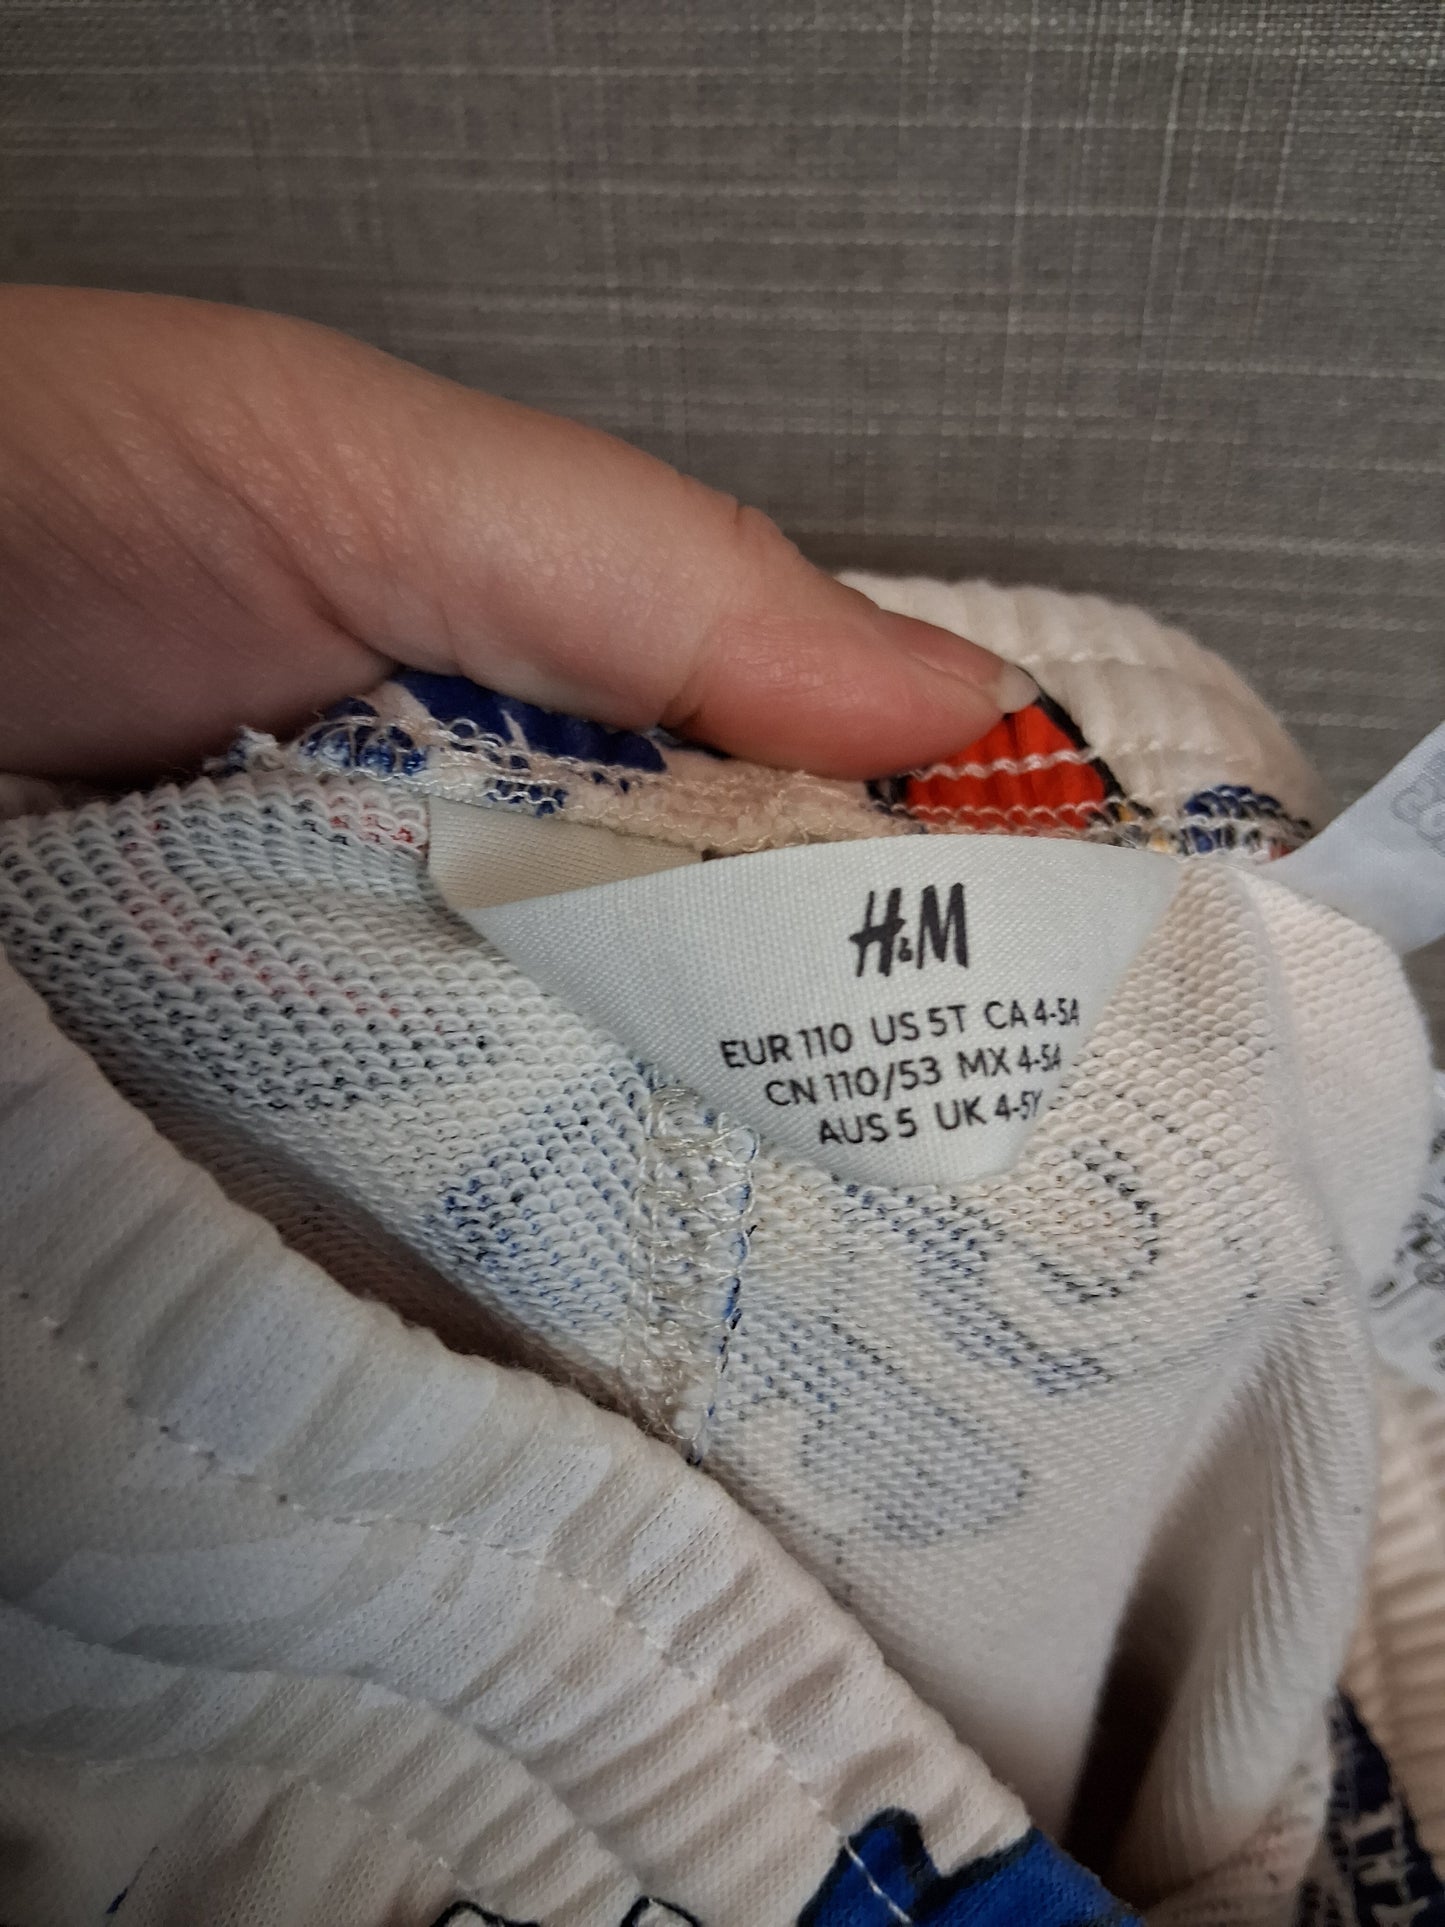 H&M
EUR 110 US 5T CA 4-5A
CN 110/53 MX 4-5A
AUS 5 UK 4-5Y